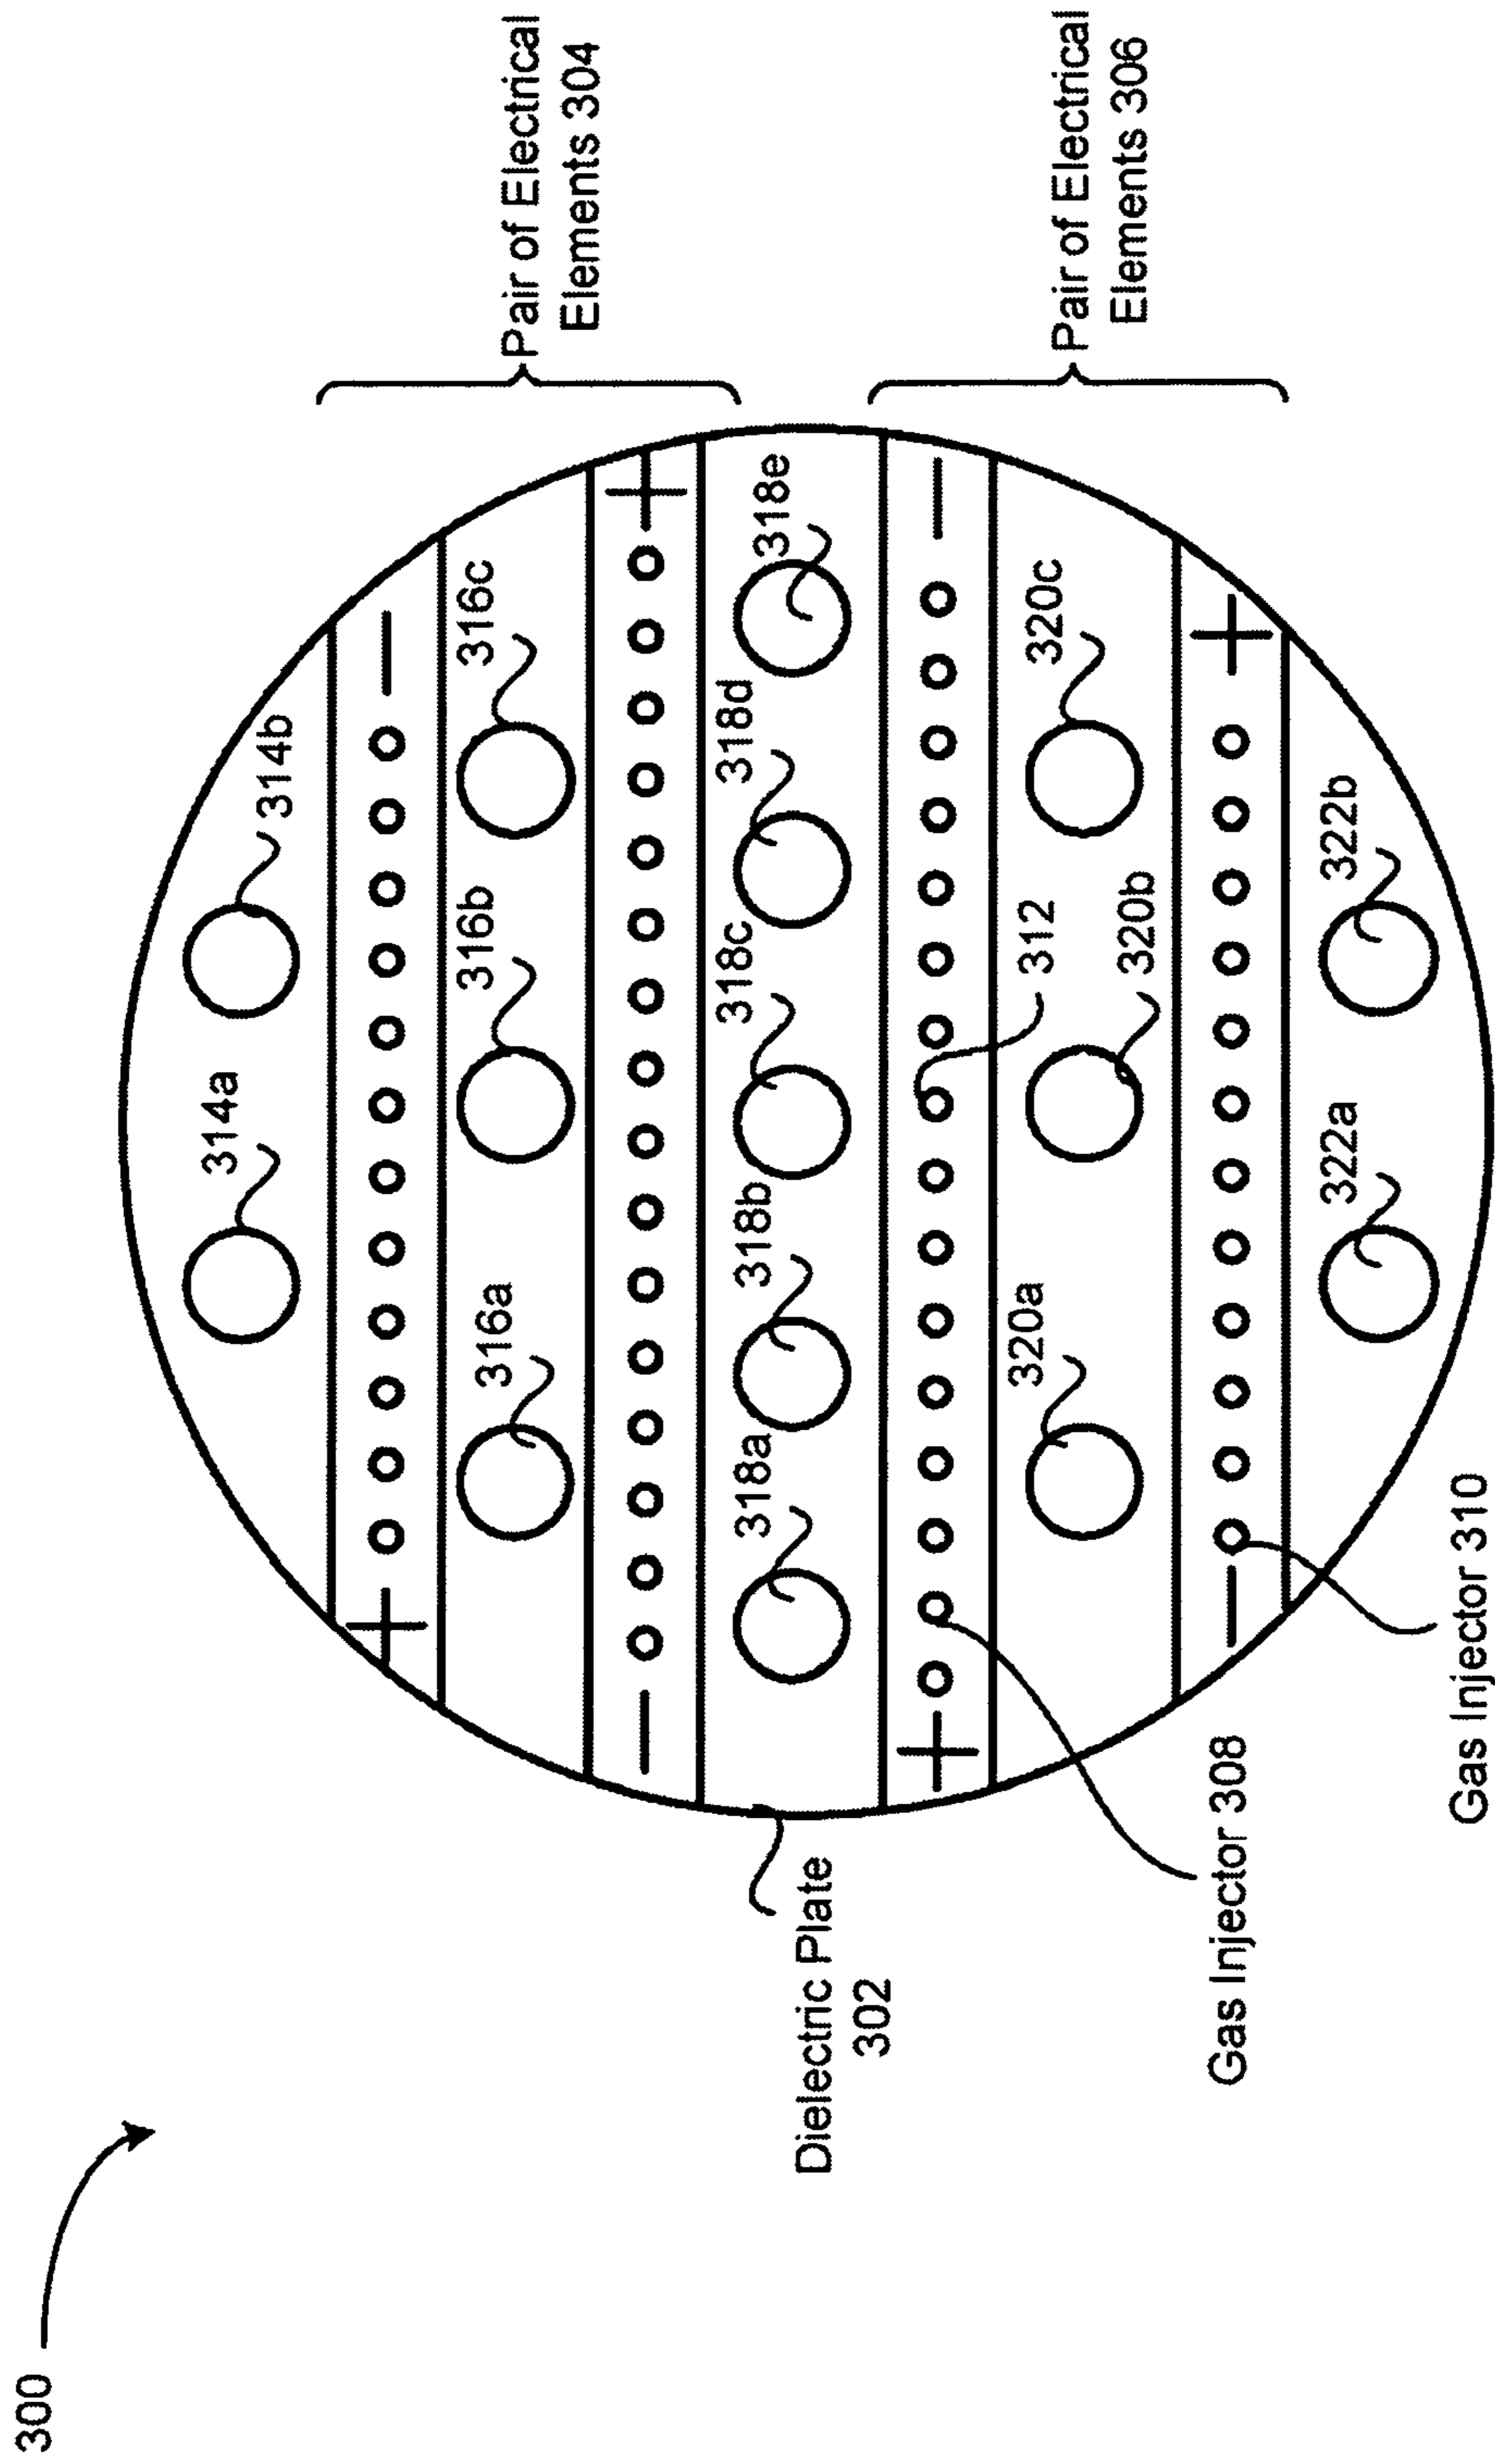 300
Pair of Electrical
Elements 304
Pair of Electrical
Elements 306
314a
314b
+
−
316a
316b
316c
−
+
318a
318b
318c
318d
318e
+
−
312
320a
320b
320c
−
+
322a
322b
Dielectric Plate
302
Gas Injector 308
Gas Injector 310